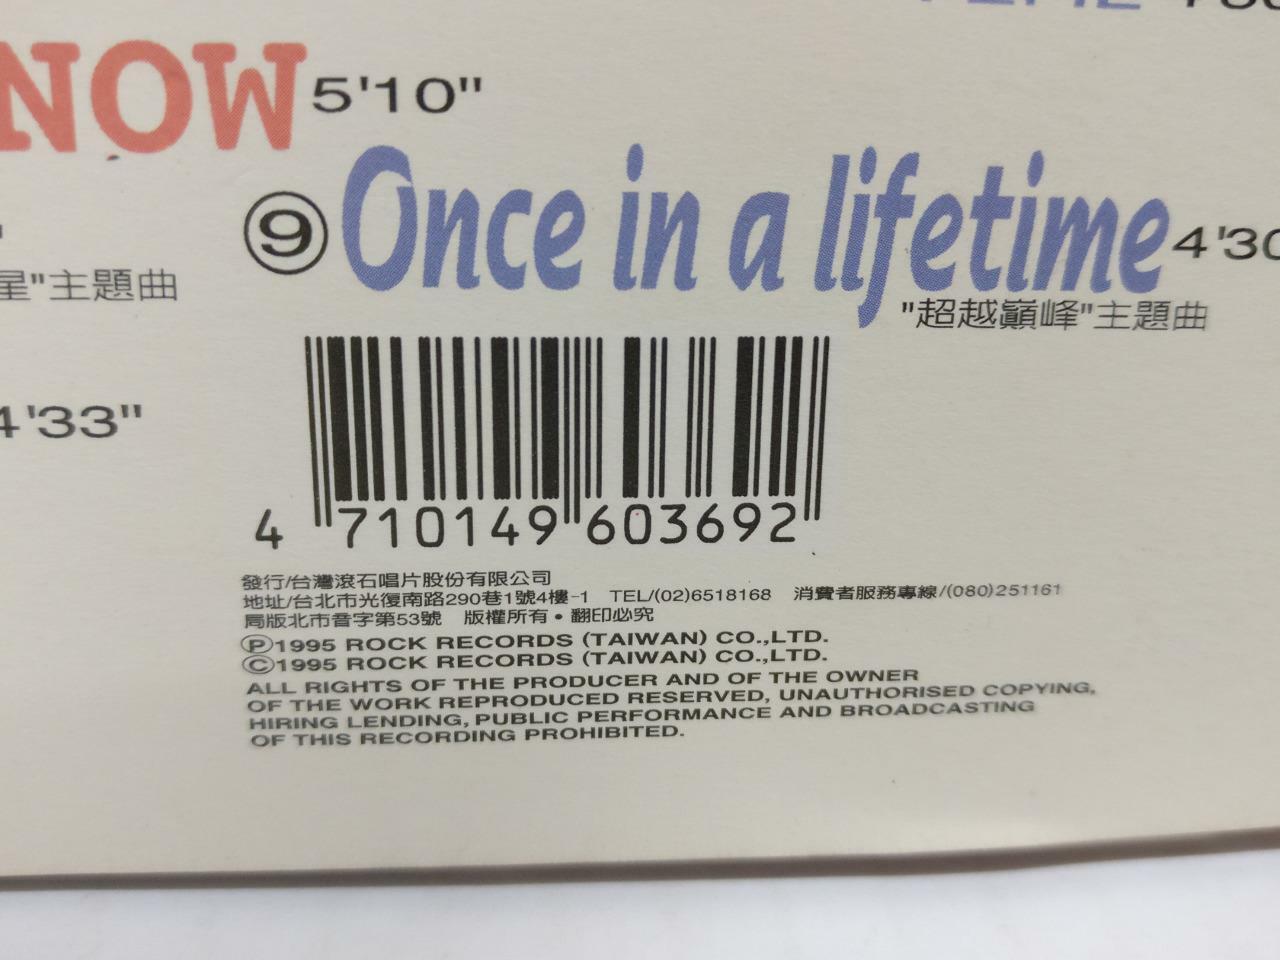 NOW 5'10"
⑨ Once in a lifetime 4'30
星"主題曲
"超越巔峰"主題曲
4'33"
4 710149 603692
發行/台灣滾石唱片股份有限公司
地址/台北市光復南路290巷1號4樓-1 TEL/(02)6518168 消費者服務專線/(080)251161
局版北市音字第53號 版權所有・翻印必究
Ⓟ1995 ROCK RECORDS (TAIWAN) CO.,LTD.
©1995 ROCK RECORDS (TAIWAN) CO.,LTD.
ALL RIGHTS OF THE PRODUCER AND OF THE OWNER
OF THE WORK REPRODUCED RESERVED, UNAUTHORISED COPYING,
HIRING LENDING, PUBLIC PERFORMANCE AND BROADCASTING
OF THIS RECORDING PROHIBITED.